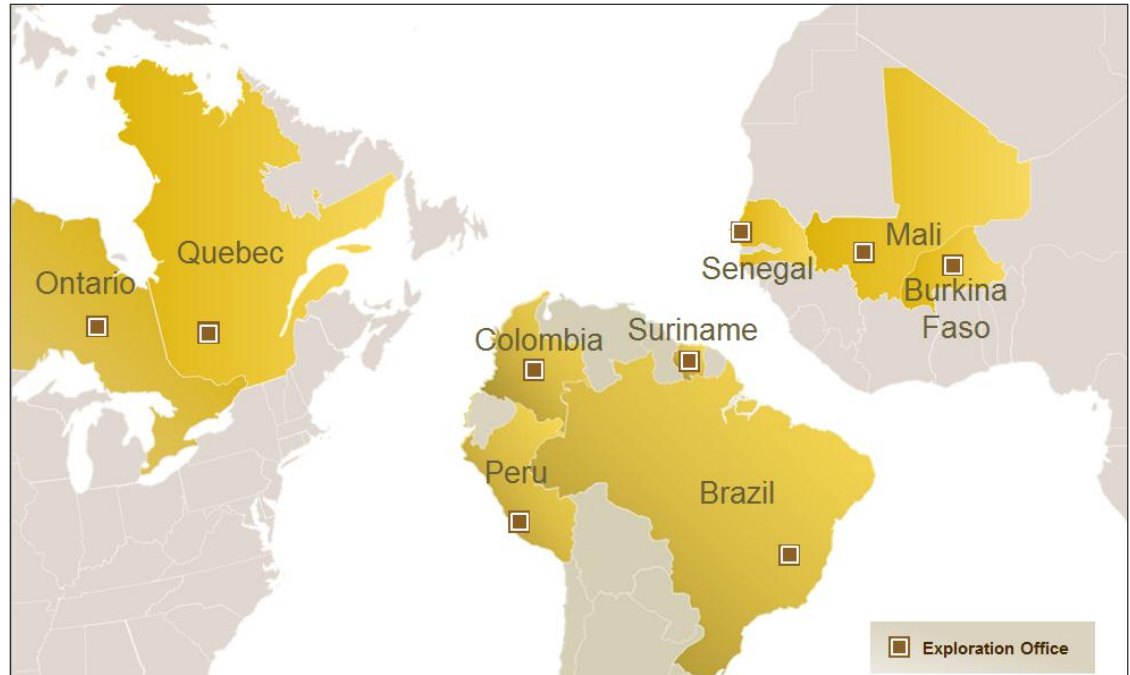 Quebec
Ontario
Senegal
Mali
Burkina
Faso
Colombia
Suriname
Peru
Brazil
Exploration Office